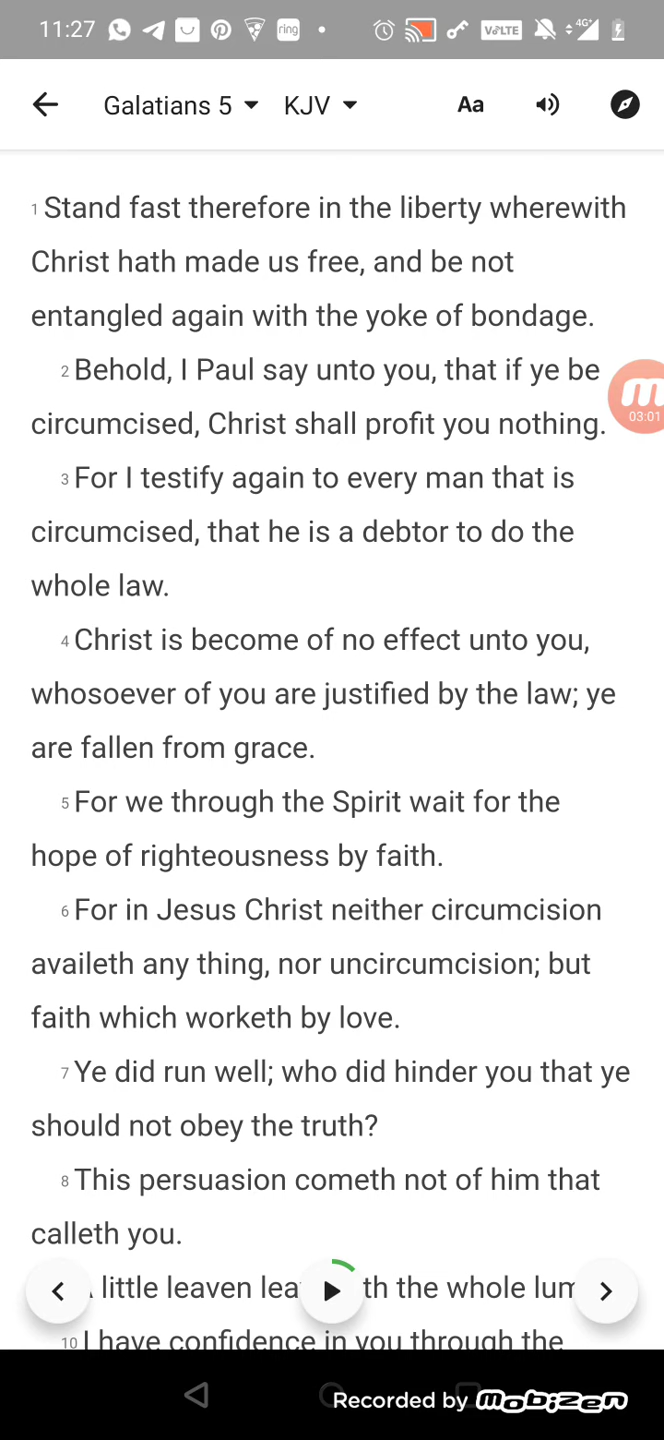 11:27 ring VoLTE 4G+
Galatians 5 KJV Aa
1 Stand fast therefore in the liberty wherewith
Christ hath made us free, and be not
entangled again with the yoke of bondage.
2 Behold, I Paul say unto you, that if ye be
circumcised, Christ shall profit you nothing.
03:01
3 For I testify again to every man that is
circumcised, that he is a debtor to do the
whole law.
4 Christ is become of no effect unto you,
whosoever of you are justified by the law; ye
are fallen from grace.
5 For we through the Spirit wait for the
hope of righteousness by faith.
6 For in Jesus Christ neither circumcision
availeth any thing, nor uncircumcision; but
faith which worketh by love.
7 Ye did run well; who did hinder you that ye
should not obey the truth?
8 This persuasion cometh not of him that
calleth you.
little leaven the whole
10 I have confidence in you through the
Recorded by mobizen